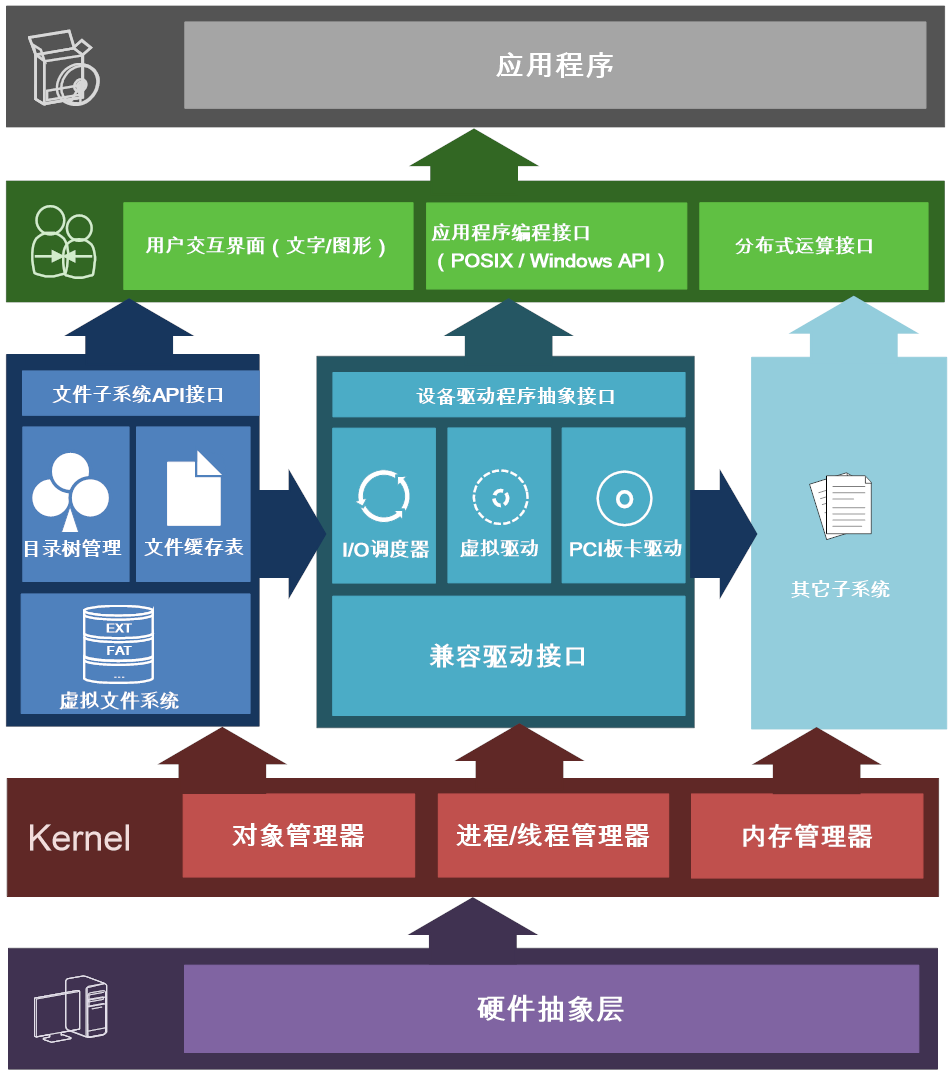 应用程序
用户交互界面（文字/图形）
应用程序编程接口
（POSIX / Windows API）
分布式运算接口
文件子系统API接口
目录树管理
文件缓存表
EXT
FAT
...
虚拟文件系统
设备驱动程序抽象接口
I/O调度器
虚拟驱动
PCI板卡驱动
兼容驱动接口
其它子系统
Kernel
对象管理器
进程/线程管理器
内存管理器
硬件抽象层